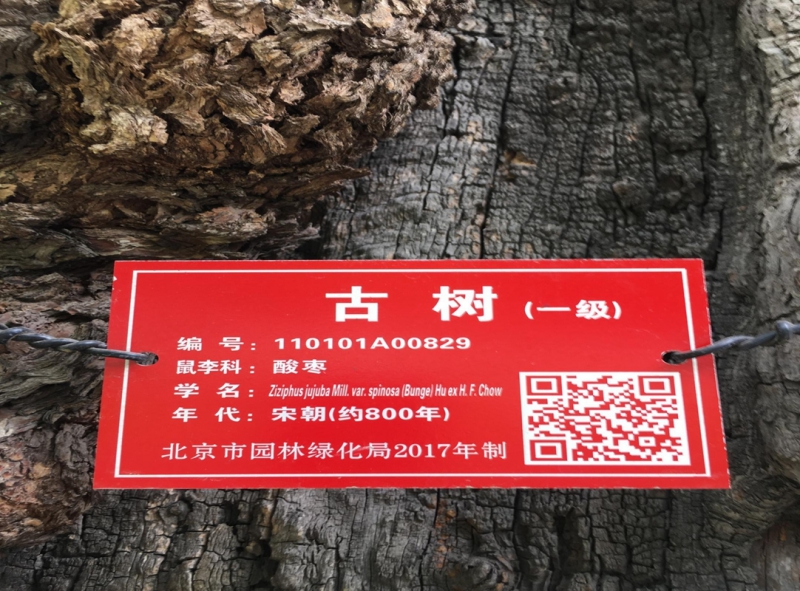 古 树 (一级)
编 号：110101A00829
鼠李科：酸枣
学 名：Ziziphus jujuba Mill. var. spinosa (Bunge) Hu ex H. F. Chow
年 代：宋朝(约800年)
北京市园林绿化局2017年制